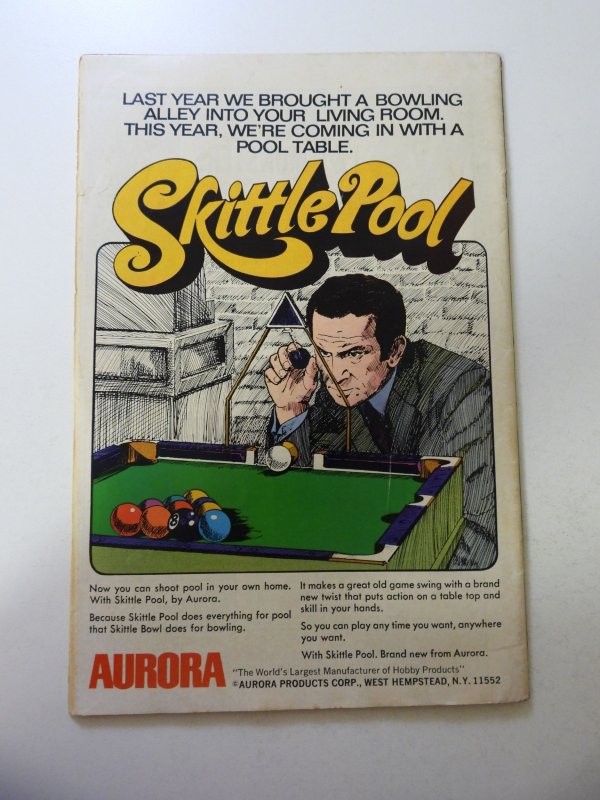 LAST YEAR WE BROUGHT A BOWLING
ALLEY INTO YOUR LIVING ROOM.
THIS YEAR, WE'RE COMING IN WITH A
POOL TABLE.
Skittle Pool
8
Now you can shoot pool in your own home.
With Skittle Pool, by Aurora.
Because Skittle Pool does everything for pool
that Skittle Bowl does for bowling.
It makes a great old game swing with a brand
new twist that puts action on a table top and
skill in your hands.
So you can play any time you want, anywhere
you want.
With Skittle Pool. Brand new from Aurora.
AURORA
"The World's Largest Manufacturer of Hobby Products"
©AURORA PRODUCTS CORP., WEST HEMPSTEAD, N.Y. 11552